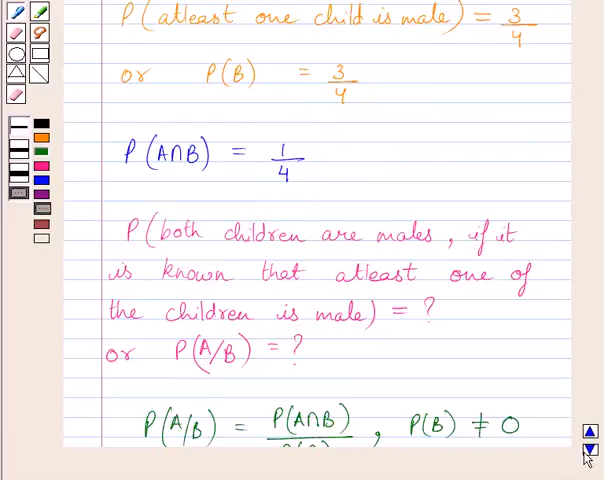 P(atleast one child is male) = 3/4
or P(B) = 3/4
P(A∩B) = 1/4
P(both children are males, if it
is known that atleast one of
the children is male) = ?
or P(A/B) = ?
P(A/B) = P(A∩B)/P(B), P(B) ≠ 0